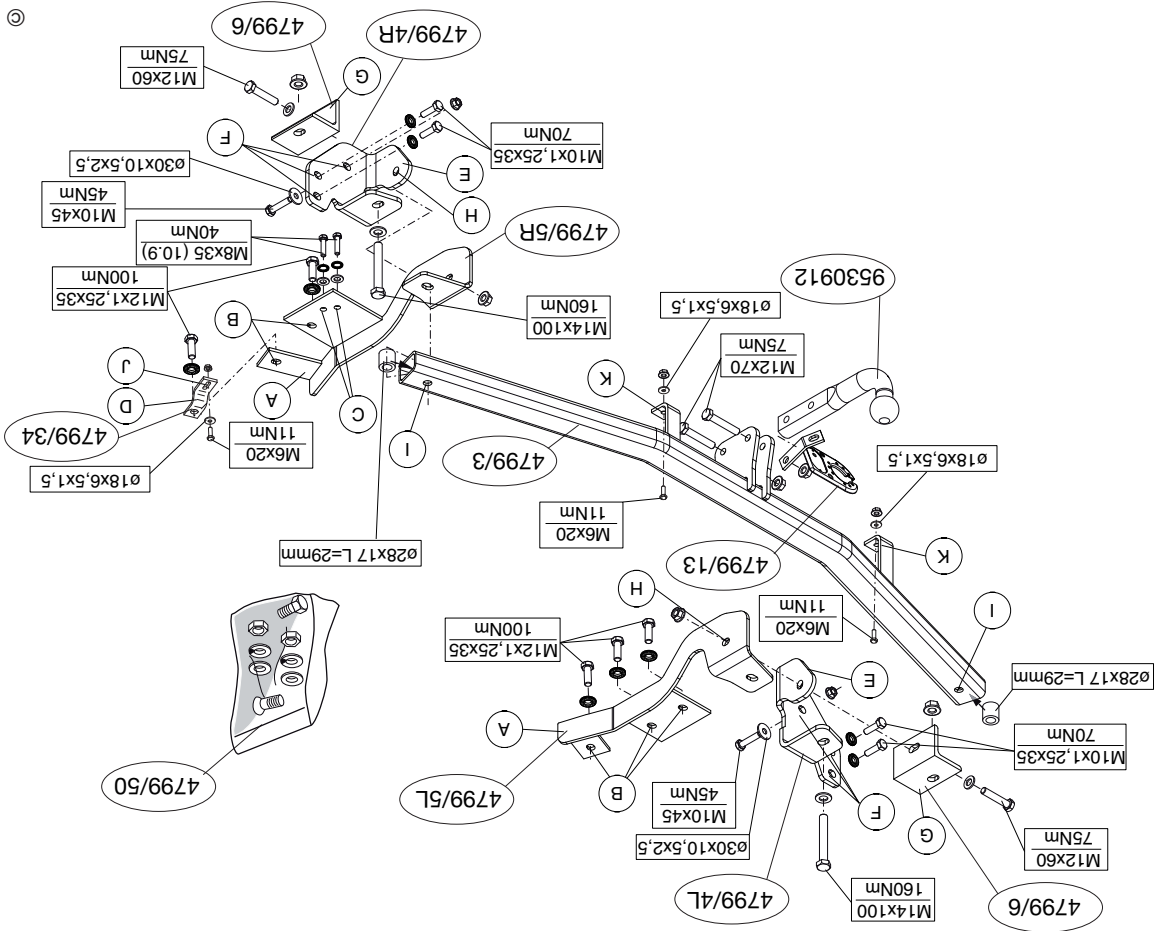 4799/6
M14x100
160Nm
4799/4L
M12x60
75Nm
ø30x10,5x2,5
G
F
M10x45
45Nm
B
4799/5L
4799/50
M10x1,25x35
70Nm
A
E
ø28x17 L=29mm
M12x1,25x35
100Nm
I
M6x20
11Nm
H
4799/13
K
ø28x17 L=29mm
M6x20
11Nm
ø18x6,5x1,5
4799/3
ø18x6,5x1,5
I
M6x20
11Nm
4799/34
C
A
D
K
J
M12x70
75Nm
B
M14x100
160Nm
ø18x6,5x1,5
9530912
M12x1,25x35
100Nm
M8x35 (10.9)
40Nm
4799/5R
H
M10x45
45Nm
E
ø30x10,5x2,5
M10x1,25x35
70Nm
F
G
M12x60
75Nm
4799/4R
4799/6
©